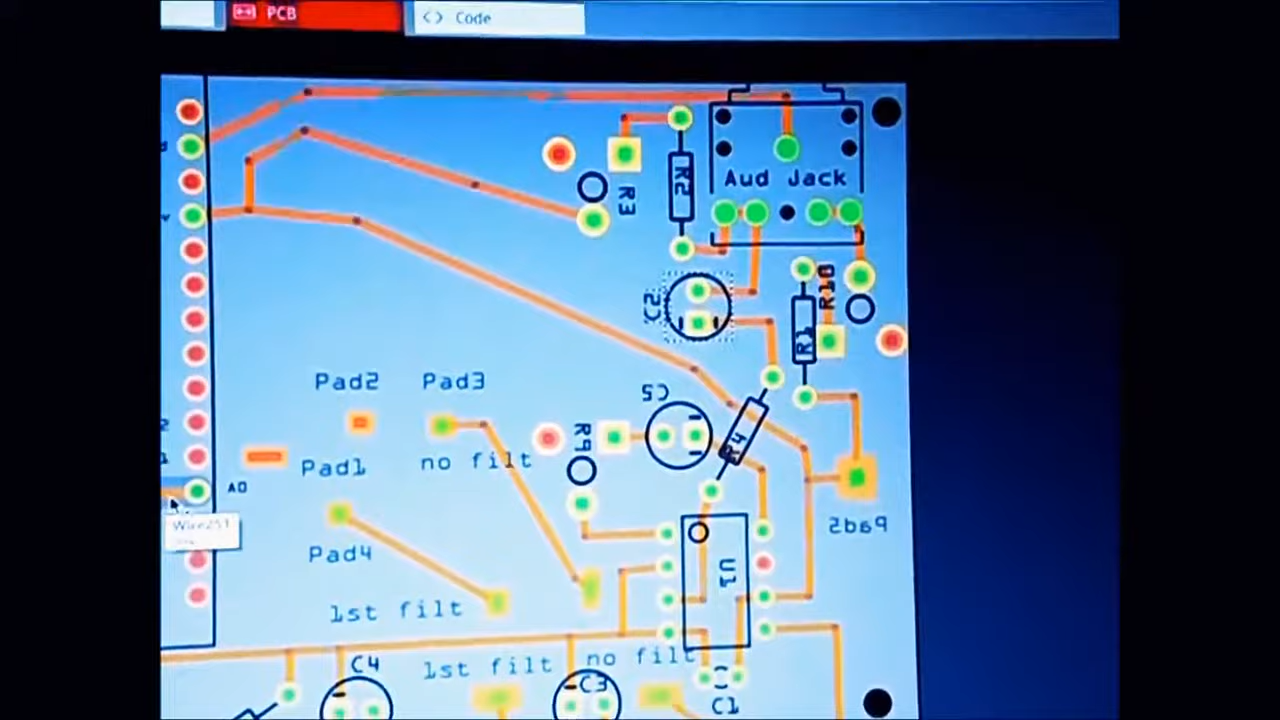 PCB
<> Code
Aud Jack
R2
R3
R10
C2
R1
Pad2
Pad3
C5
R9
R4
no filt
Pad1
A0
Wire251
Pad4
U1
1st filt
no filt
1st filt
C4
C3
C1